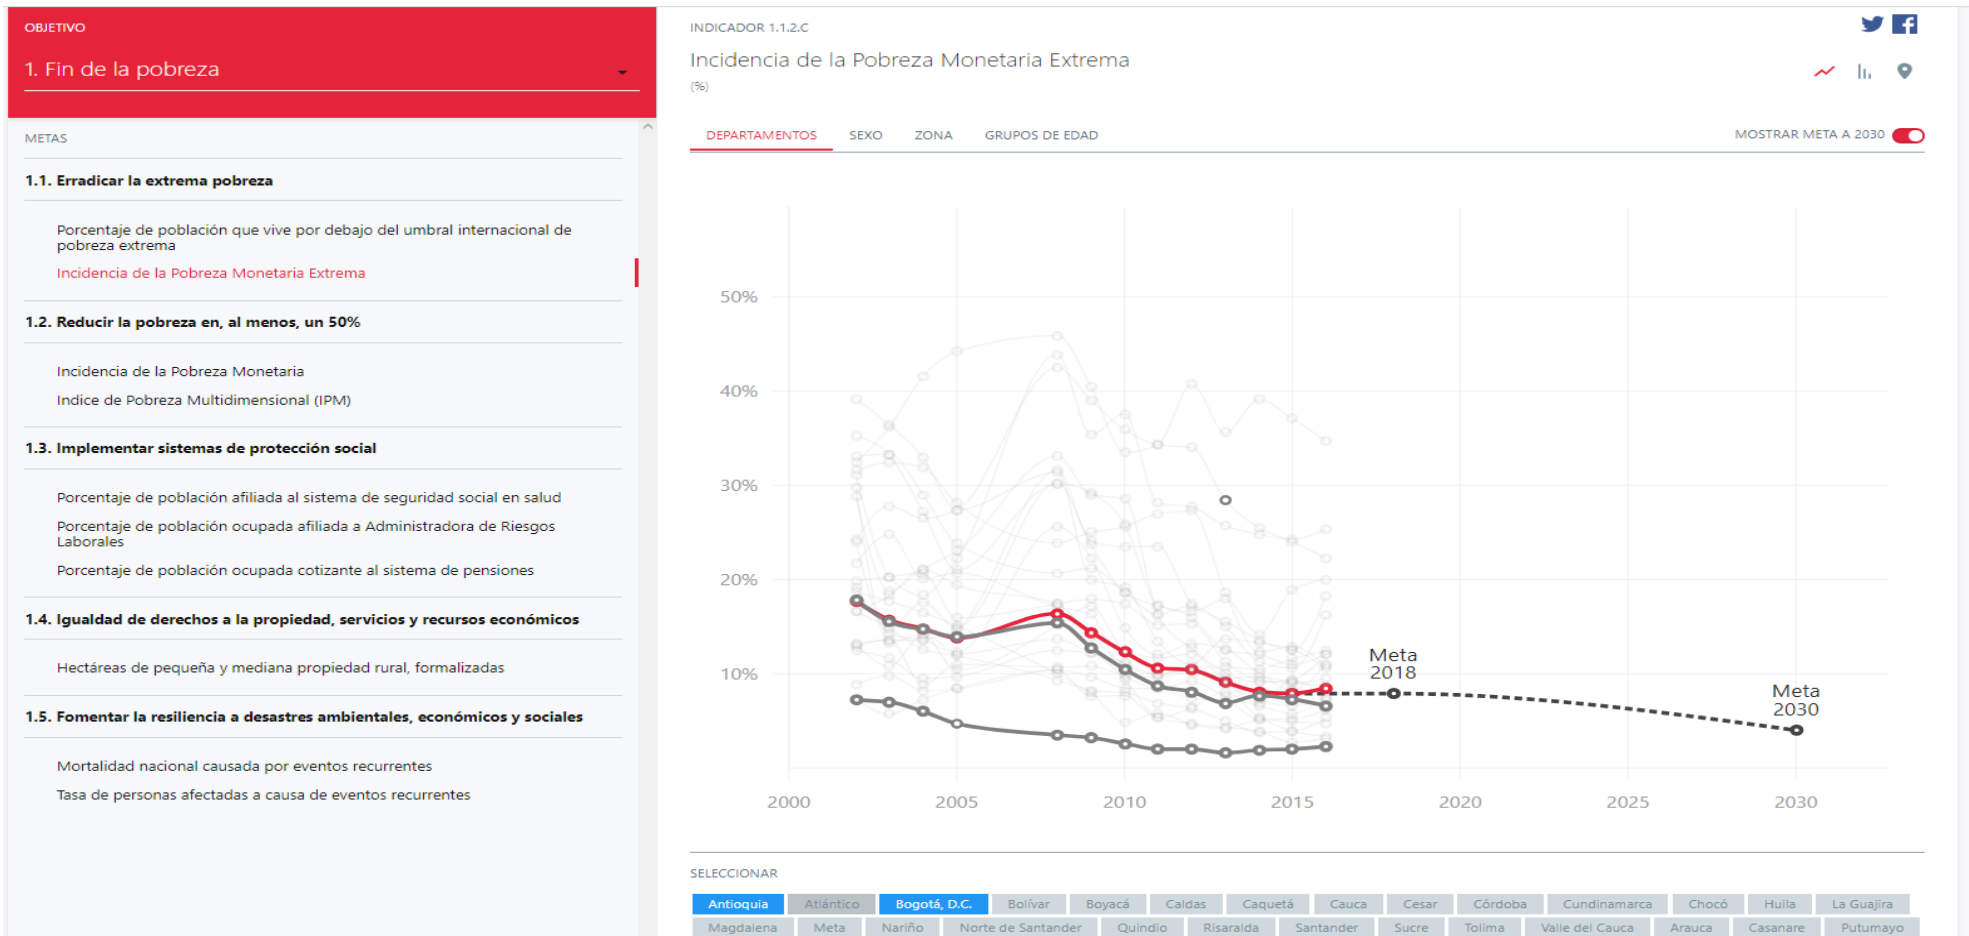 OBJETIVO
1. Fin de la pobreza
METAS
1.1. Erradicar la extrema pobreza
Porcentaje de población que vive por debajo del umbral internacional de
pobreza extrema
Incidencia de la Pobreza Monetaria Extrema
1.2. Reducir la pobreza en, al menos, un 50%
Incidencia de la Pobreza Monetaria
Indice de Pobreza Multidimensional (IPM)
1.3. Implementar sistemas de protección social
Porcentaje de población afiliada al sistema de seguridad social en salud
Porcentaje de población ocupada afiliada a Administradora de Riesgos
Laborales
Porcentaje de población ocupada cotizante al sistema de pensiones
1.4. Igualdad de derechos a la propiedad, servicios y recursos económicos
Hectáreas de pequeña y mediana propiedad rural, formalizadas
1.5. Fomentar la resiliencia a desastres ambientales, económicos y sociales
Mortalidad nacional causada por eventos recurrentes
Tasa de personas afectadas a causa de eventos recurrentes
INDICADOR 1.1.2.C
Incidencia de la Pobreza Monetaria Extrema
(%)
DEPARTAMENTOS SEXO ZONA GRUPOS DE EDAD MOSTRAR META A 2030
50%
40%
30%
20%
10%
Meta
2018
Meta
2030
2000 2005 2010 2015 2020 2025 2030
SELECCIONAR
Antioquia Atlántico Bogotá, D.C. Bolívar Boyacá Caldas Caquetá Cauca Cesar Córdoba Cundinamarca Chocó Huila La Guajira
Magdalena Meta Nariño Norte de Santander Quindio Risaralda Santander Sucre Tolima Valle del Cauca Arauca Casanare Putumayo